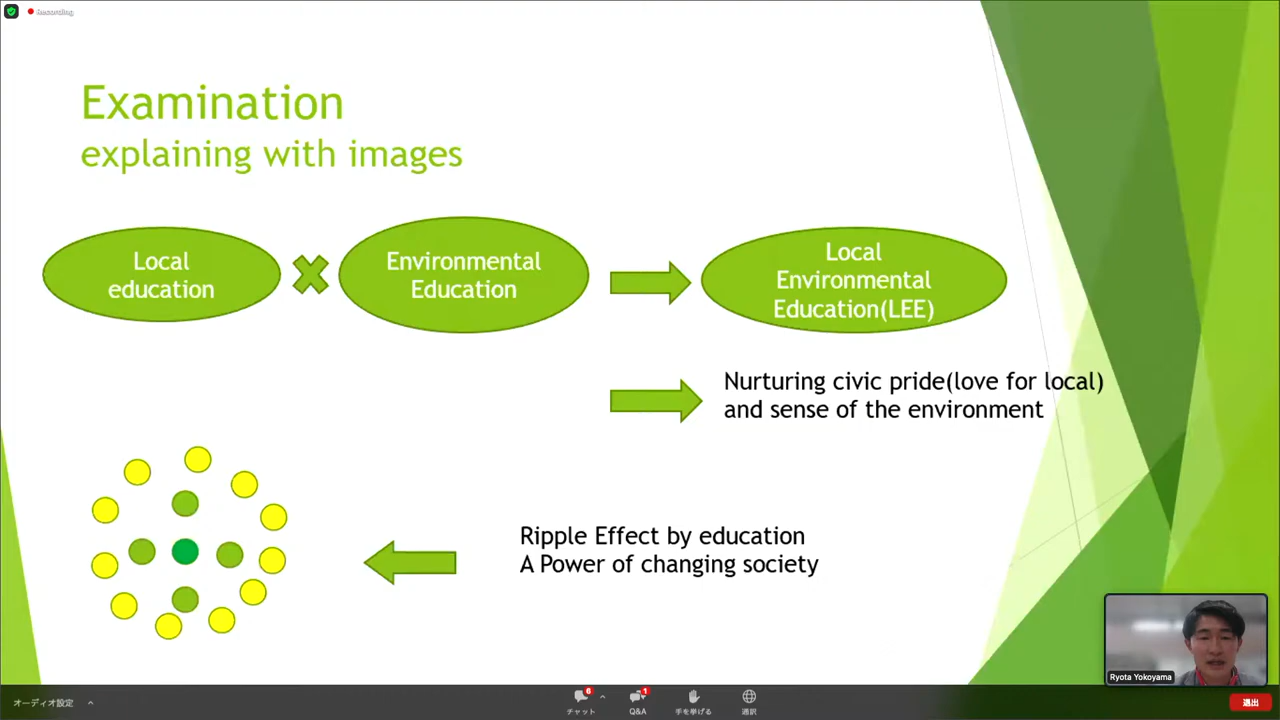 Recording
Examination
explaining with images
Local
education
Environmental
Education
Local
Environmental
Education(LEE)
Nurturing civic pride(love for local)
and sense of the environment
Ripple Effect by education
A Power of changing society
Ryota Yokoyama
オーディオ設定
6
チャット
1
Q&A
手を挙げる
通訳
退出